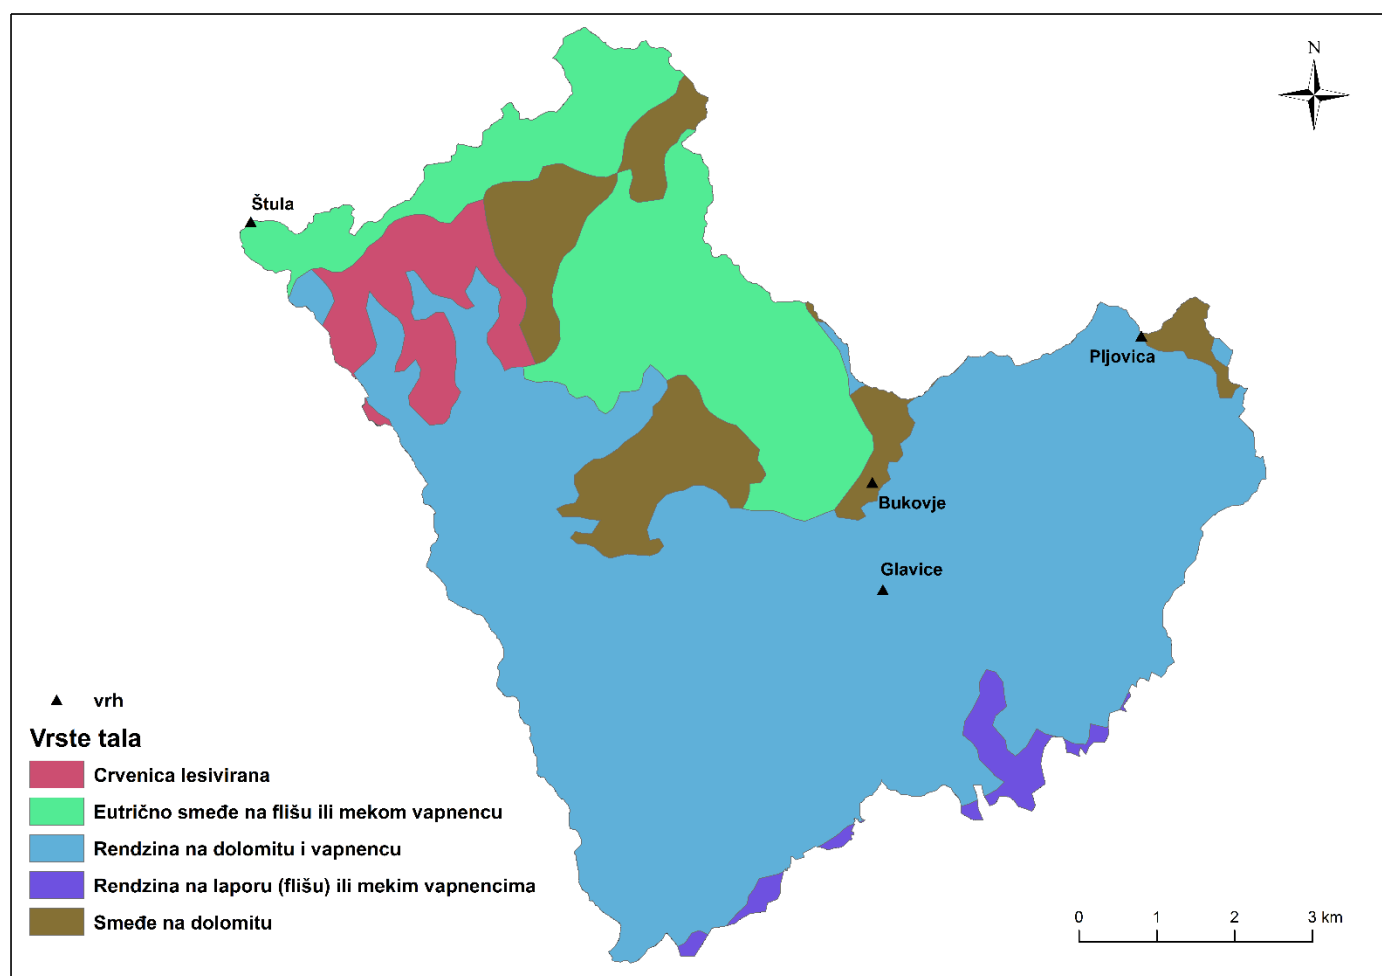 N
Štula
Pljovica
Bukovje
Glavice
vrh
Vrste tala
Crvenica lesivirana
Eutrično smeđe na flišu ili mekom vapnencu
Rendzina na dolomitu i vapnencu
Rendzina na laporu (flišu) ili mekim vapnencima
Smeđe na dolomitu
0 1 2 3 km